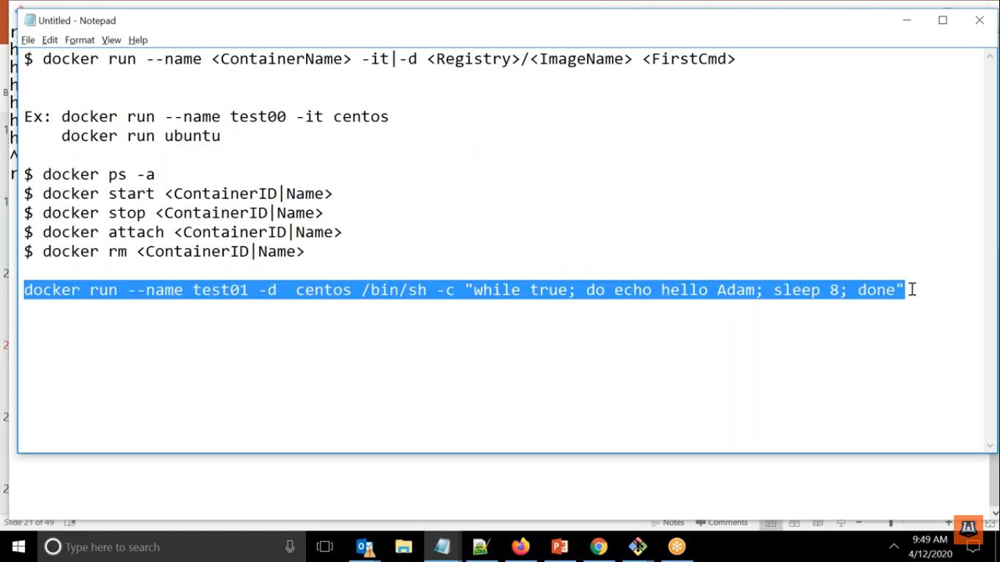 Untitled - Notepad
File Edit Format View Help
$ docker run --name <ContainerName> -it|-d <Registry>/<ImageName> <FirstCmd>
Ex: docker run --name test00 -it centos
docker run ubuntu
$ docker ps -a
$ docker start <ContainerID|Name>
$ docker stop <ContainerID|Name>
$ docker attach <ContainerID|Name>
$ docker rm <ContainerID|Name>
docker run --name test01 -d  centos /bin/sh -c "while true; do echo hello Adam; sleep 8; done"
Slide 21 of 49
Notes
Comments
Type here to search
9:49 AM
4/12/2020